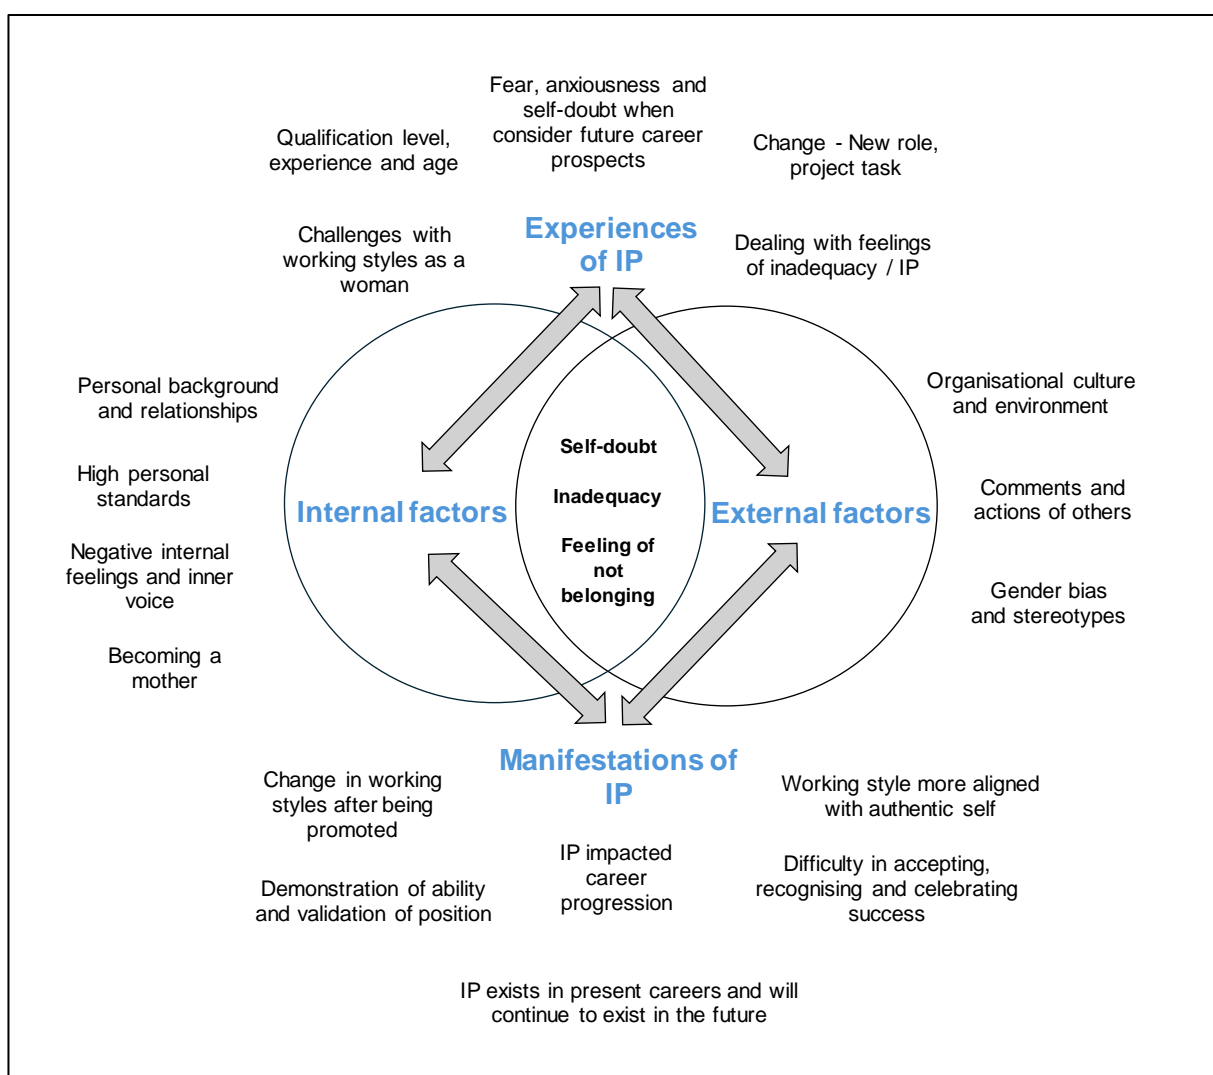 Fear, anxiousness and
self-doubt when
consider future career
prospects
Qualification level,
experience and age
Change - New role,
project task
Challenges with
working styles as a
woman
Experiences
of IP
Dealing with feelings
of inadequacy / IP
Personal background
and relationships
High personal
standards
Negative internal
feelings and inner
voice
Becoming a
mother
Internal factors
Self-doubt
Inadequacy
Feeling of
not
belonging
External factors
Organisational culture
and environment
Comments and
actions of others
Gender bias
and stereotypes
Manifestations of
IP
Change in working
styles after being
promoted
Demonstration of ability
and validation of position
IP impacted
career
progression
Working style more aligned
with authentic self
Difficulty in accepting,
recognising and celebrating
success
IP exists in present careers and will
continue to exist in the future